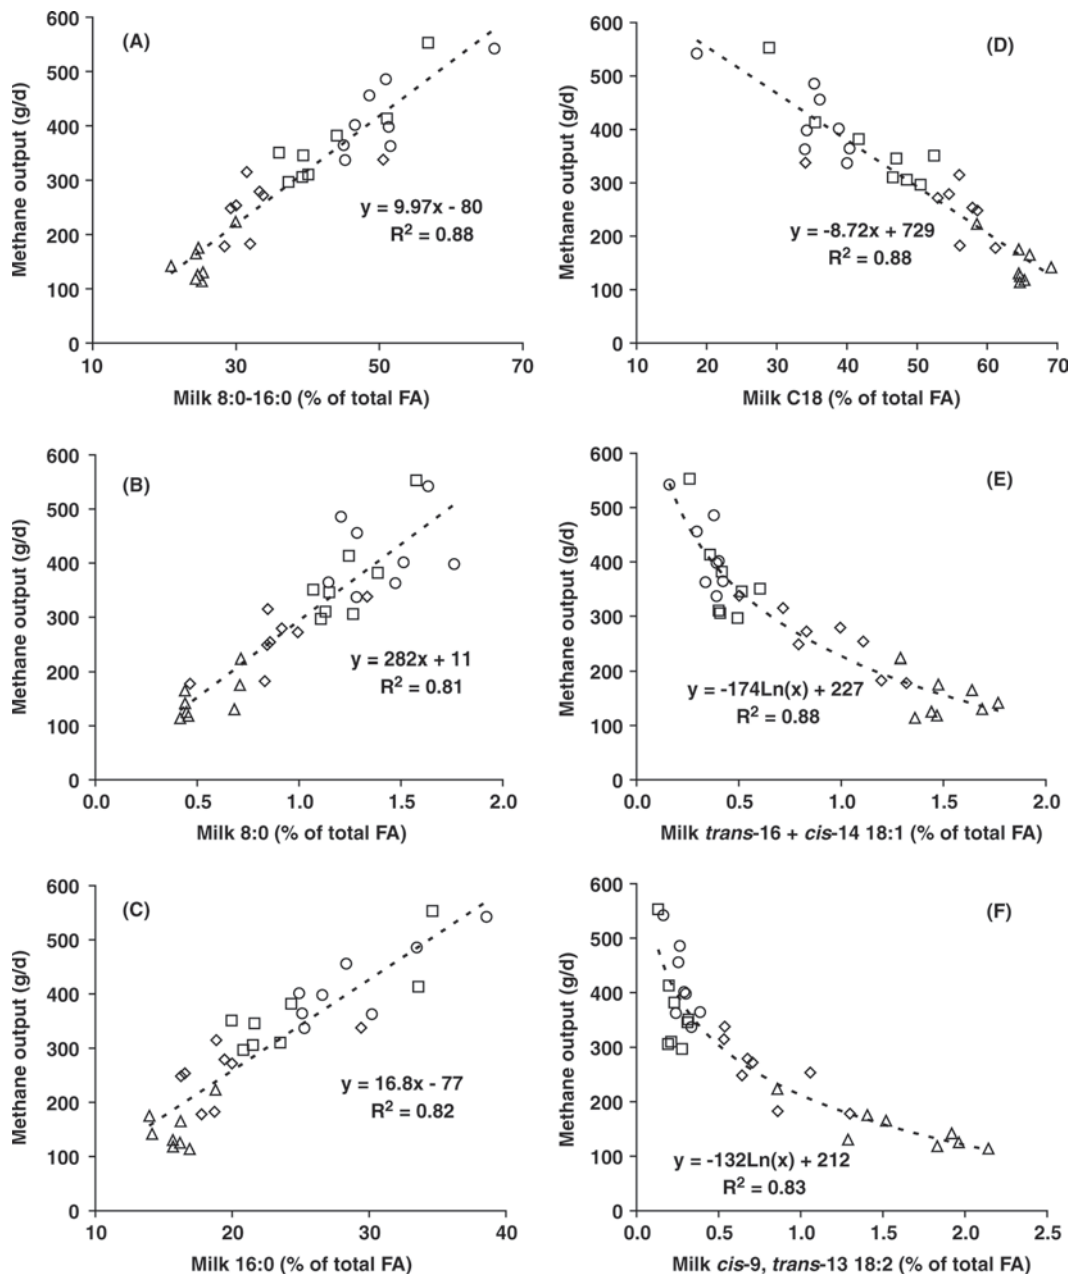 (A)
Methane output (g/d)
600
500
400
300
200
100
0
y = 9.97x - 80
R² = 0.88
10 30 50 70
Milk 8:0-16:0 (% of total FA)
(D)
Methane output (g/d)
600
500
400
300
200
100
0
y = -8.72x + 729
R² = 0.88
10 20 30 40 50 60 70
Milk C18 (% of total FA)
(B)
Methane output (g/d)
600
500
400
300
200
100
0
y = 282x + 11
R² = 0.81
0.0 0.5 1.0 1.5 2.0
Milk 8:0 (% of total FA)
(E)
Methane output (g/d)
600
500
400
300
200
100
0
y = -174Ln(x) + 227
R² = 0.88
0.0 0.5 1.0 1.5 2.0
Milk trans-16 + cis-14 18:1 (% of total FA)
(C)
Methane output (g/d)
600
500
400
300
200
100
0
y = 16.8x - 77
R² = 0.82
10 20 30 40
Milk 16:0 (% of total FA)
(F)
Methane output (g/d)
600
500
400
300
200
100
0
y = -132Ln(x) + 212
R² = 0.83
0.0 0.5 1.0 1.5 2.0 2.5
Milk cis-9, trans-13 18:2 (% of total FA)